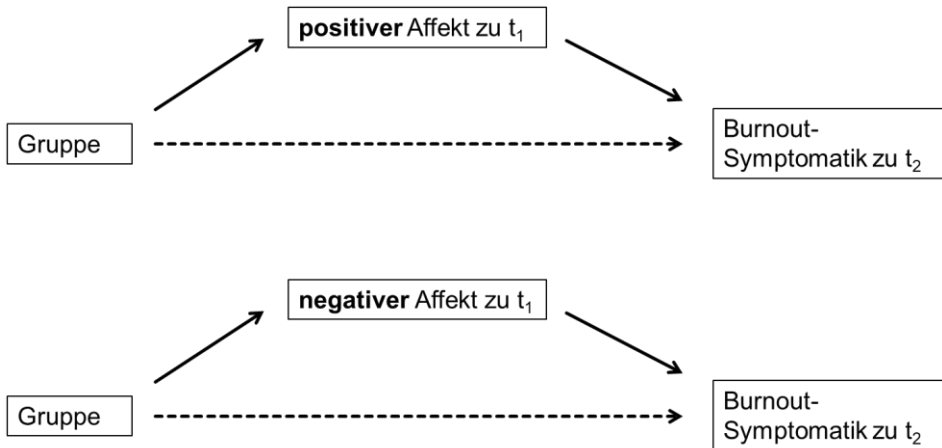 positiver Affekt zu t₁
Gruppe
Burnout-
Symptomatik zu t₂
negativer Affekt zu t₁
Gruppe
Burnout-
Symptomatik zu t₂